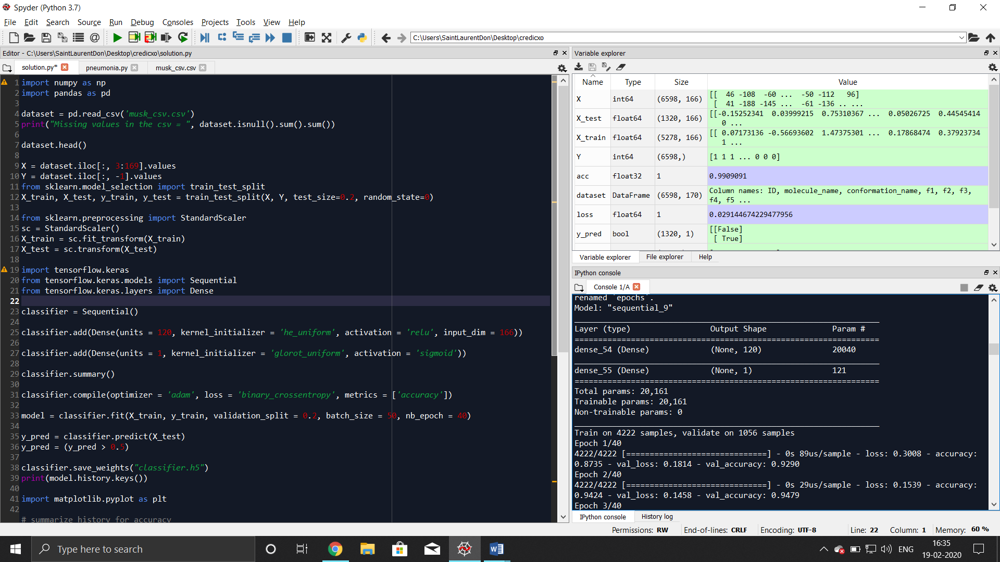 Spyder (Python 3.7)
File Edit Search Source Run Debug Consoles Projects Tools View Help
C:\Users\SaintLaurentDon\Desktop\credicxo
Editor - C:\Users\SaintLaurentDon\Desktop\credicxo\solution.py
solution.py* pneumonia.py musk_csv.csv
1 import numpy as np
2 import pandas as pd
3
4 dataset = pd.read_csv('musk_csv.csv')
5 print("Missing values in the csv = ", dataset.isnull().sum().sum())
6
7 dataset.head()
8
9 X = dataset.iloc[:, 3:169].values
10 Y = dataset.iloc[:, -1].values
11 from sklearn.model_selection import train_test_split
12 X_train, X_test, y_train, y_test = train_test_split(X, Y, test_size=0.2, random_state=0)
13
14 from sklearn.preprocessing import StandardScaler
15 sc = StandardScaler()
16 X_train = sc.fit_transform(X_train)
17 X_test = sc.transform(X_test)
18
19 import tensorflow.keras
20 from tensorflow.keras.models import Sequential
21 from tensorflow.keras.layers import Dense
22
23 classifier = Sequential()
24
25 classifier.add(Dense(units = 120, kernel_initializer = 'he_uniform', activation = 'relu', input_dim = 166))
26
27 classifier.add(Dense(units = 1, kernel_initializer = 'glorot_uniform', activation = 'sigmoid'))
28
29 classifier.summary()
30
31 classifier.compile(optimizer = 'adam', loss = 'binary_crossentropy', metrics = ['accuracy'])
32
33 model = classifier.fit(X_train, y_train, validation_split = 0.2, batch_size = 50, nb_epoch = 40)
34
35 y_pred = classifier.predict(X_test)
36 y_pred = (y_pred > 0.5)
37
38 classifier.save_weights("classifier.h5")
39 print(model.history.keys())
40
41 import matplotlib.pyplot as plt
42
# summarize history for accuracy
Variable explorer
Name Type Size Value
X int64 (6598, 166) [[ 46 -108 -60 ... -50 -112 96]
[ 41 -188 -145 ... -61 -136 .. ...
X_test float64 (1320, 166) [[-0.15252341 0.03999215 0.75310367 ... 0.05026725 0.44545414
0 ...
X_train float64 (5278, 166) [[ 0.07173136 -0.56693602 1.47375301 ... 0.17868474 0.37923734
1 ...
Y int64 (6598,) [1 1 1 ... 0 0 0]
acc float32 1 0.9909091
dataset DataFrame (6598, 170) Column names: ID, molecule_name, conformation_name, f1, f2, f3,
f4, f5 ...
loss float64 1 0.029144674229477956
y_pred bool (1320, 1) [[False]
[ True]
Variable explorer File explorer Help
IPython console
Console 1/A
renamed `epochs`.
Model: "sequential_9"
_________________________________________________________________
Layer (type) Output Shape Param #
=================================================================
dense_54 (Dense) (None, 120) 20040
_________________________________________________________________
dense_55 (Dense) (None, 1) 121
=================================================================
Total params: 20,161
Trainable params: 20,161
Non-trainable params: 0
_________________________________________________________________
Train on 4222 samples, validate on 1056 samples
Epoch 1/40
4222/4222 [==============================] - 0s 89us/sample - loss: 0.3008 - accuracy:
0.8735 - val_loss: 0.1814 - val_accuracy: 0.9290
Epoch 2/40
4222/4222 [==============================] - 0s 29us/sample - loss: 0.1539 - accuracy:
0.9424 - val_loss: 0.1458 - val_accuracy: 0.9479
Epoch 3/40
IPython console History log
Permissions: RW End-of-lines: CRLF Encoding: UTF-8 Line: 22 Column: 1 Memory: 60 %
Type here to search
ENG
16:35
19-02-2020